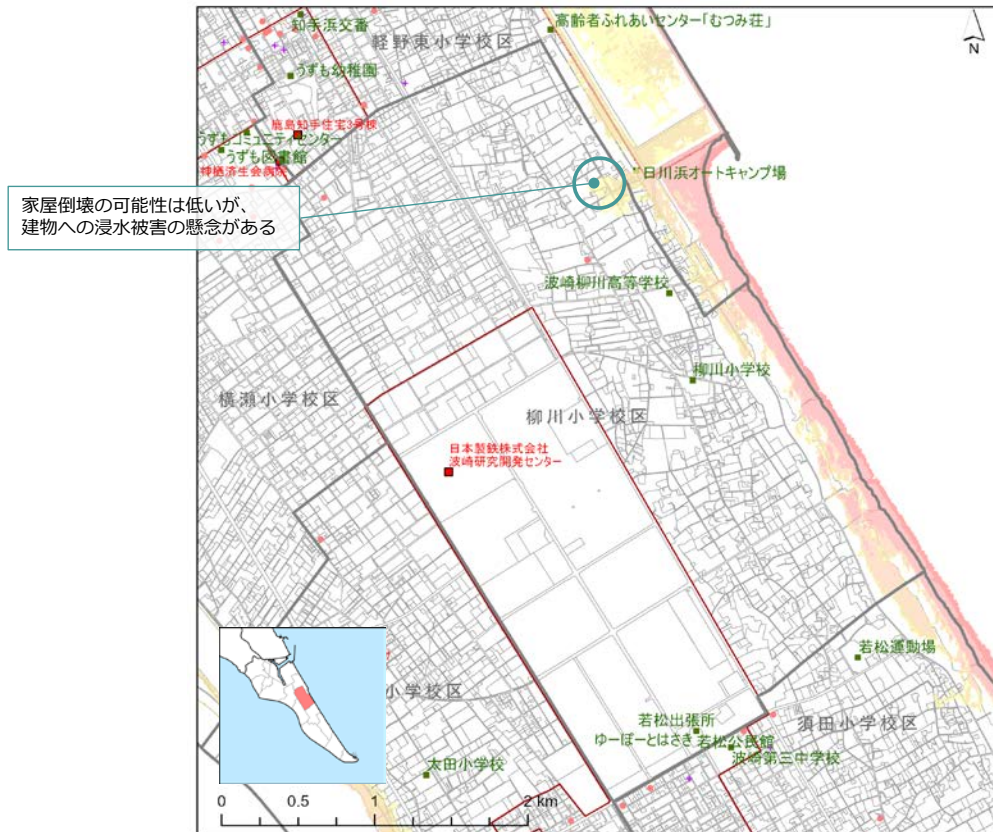 高齢者ふれあいセンター「むつみ荘」
知手浜交番
軽野東小学校区
N
うずも幼稚園
鹿島知手住宅3号棟
うずもコミュニティセンター
うずも図書館
神栖済生会病院
日川浜オートキャンプ場
家屋倒壊の可能性は低いが、
建物への浸水被害の懸念がある
波崎柳川高等学校
柳川小学校
横瀬小学校区
柳川小学校区
日本製鉄株式会社
波崎研究開発センター
若松運動場
小学校区
若松出張所
須田小学校区
ゆーぽーとはさき
若松公民館
波崎第三中学校
太田小学校
0 0.5 1 2 km